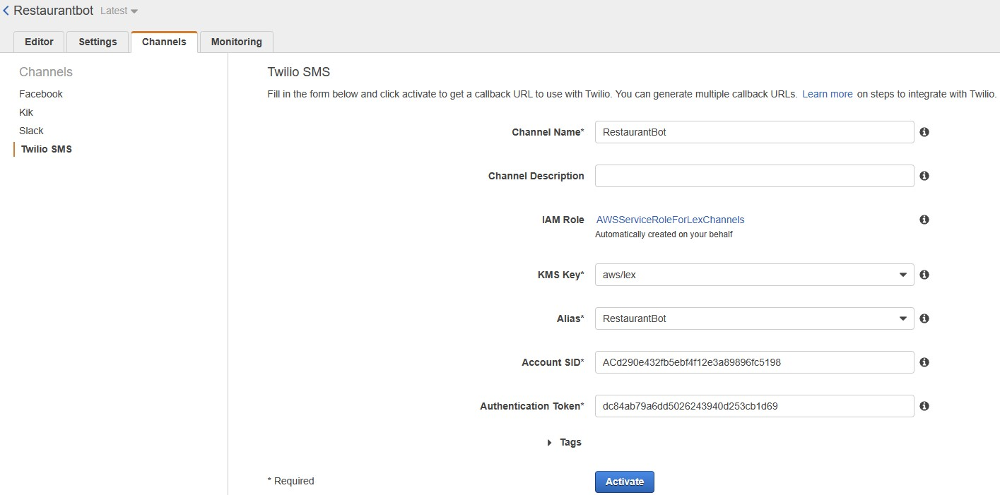 Restaurantbot Latest
Editor Settings Channels Monitoring
Channels
Facebook
Kik
Slack
Twilio SMS
Twilio SMS
Fill in the form below and click activate to get a callback URL to use with Twilio. You can generate multiple callback URLs. Learn more on steps to integrate with Twilio.
Channel Name* RestaurantBot
Channel Description
IAM Role AWSServiceRoleForLexChannels
Automatically created on your behalf
KMS Key* aws/lex
Alias* RestaurantBot
Account SID* ACd290e432fb5ebf4f12e3a89896fc5198
Authentication Token* dc84ab79a6dd5026243940d253cb1d69
Tags
* Required
Activate